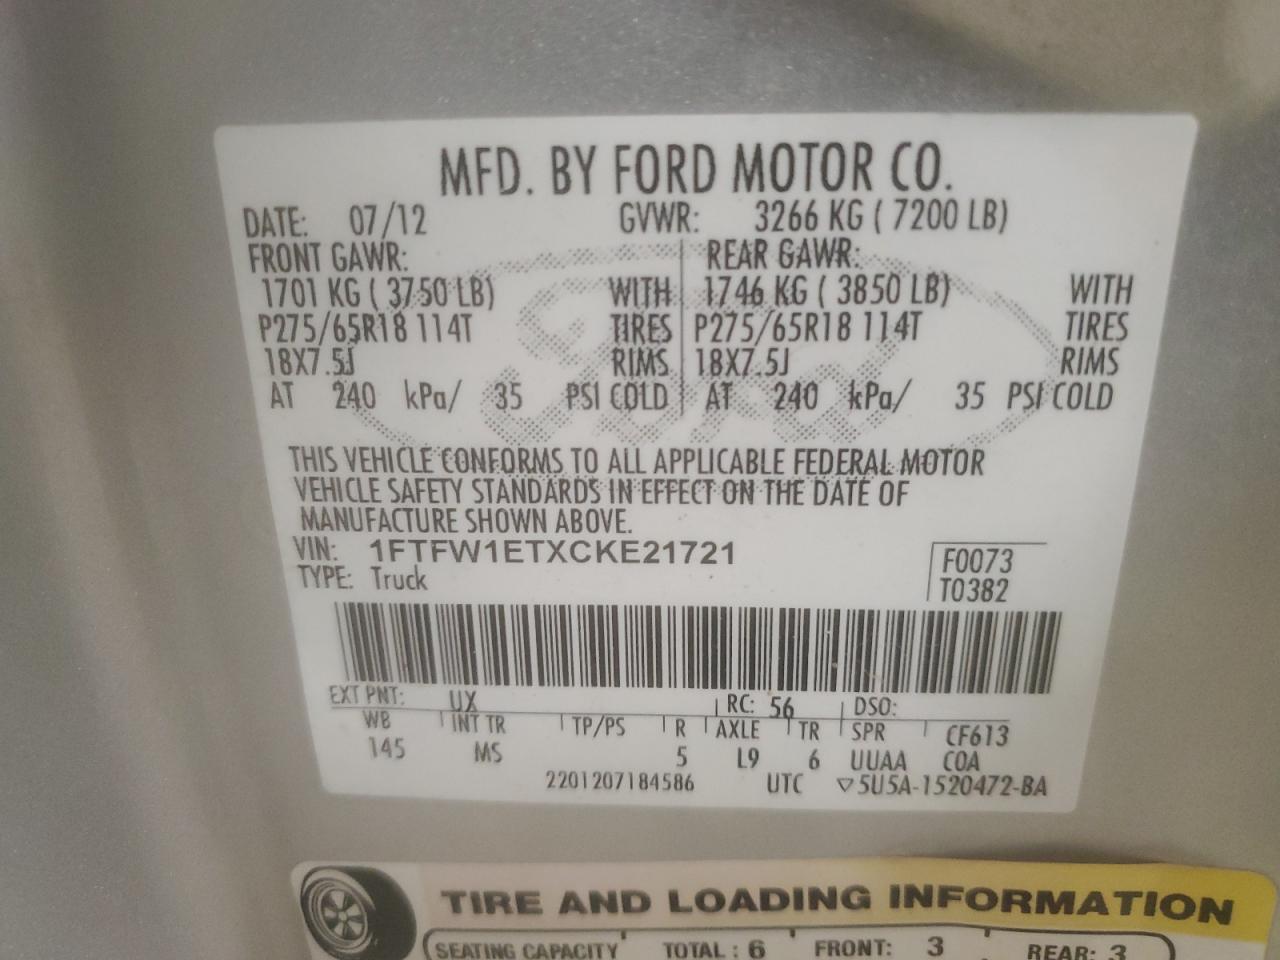 MFD. BY FORD MOTOR CO.
DATE: 07/12 GVWR: 3266 KG ( 7200 LB)
FRONT GAWR: REAR GAWR:
1701 KG ( 3750 LB) WITH 1746 KG ( 3850 LB) WITH
P275/65R18 114T TIRES P275/65R18 114T TIRES
18X7.5J RIMS 18X7.5J RIMS
AT 240 kPa/ 35 PSI COLD AT 240 kPa/ 35 PSI COLD
Ford
THIS VEHICLE CONFORMS TO ALL APPLICABLE FEDERAL MOTOR
VEHICLE SAFETY STANDARDS IN EFFECT ON THE DATE OF
MANUFACTURE SHOWN ABOVE.
VIN: 1FTFW1ETXCKE21721 F0073
TYPE: Truck T0382
EXT PNT: UX RC: 56 DSO:
WB INT TR TP/PS R AXLE TR SPR CF613
145 MS 5 L9 6 UUAA COA
2201207184586 UTC ▽5U5A-1520472-BA
TIRE AND LOADING INFORMATION
SEATING CAPACITY TOTAL : 6 FRONT: 3 REAR: 3